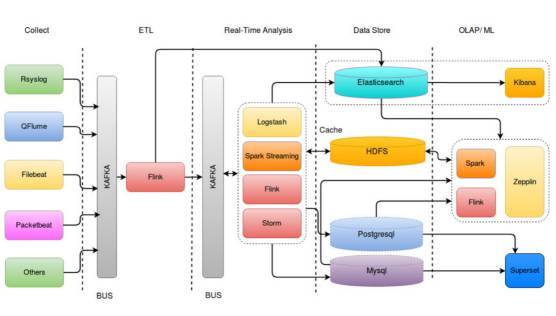 Collect
ETL
Real-Time Analysis
Data Store
OLAP/ ML
Rsyslog
QFlume
Filebeat
Packetbeat
Others
KAFKA
BUS
Flink
KAFKA
BUS
Logstash
Spark Streaming
Flink
Storm
Elasticsearch
Cache
HDFS
Postgresql
Mysql
Kibana
Spark
Flink
Zepplin
Superset